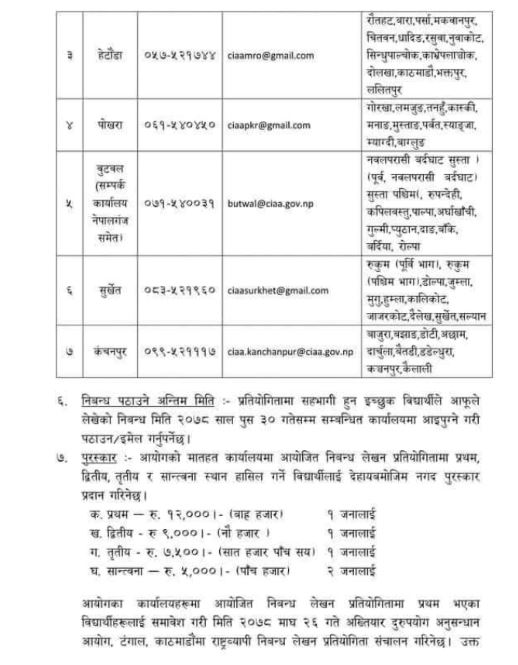 रौतहट,बारा,पर्सा,मकवानपुर,
चितवन,धादिङ,रसुवा,नुवाकोट,
३ हेटौंडा ०५७-५२१७४४ ciaamro@gmail.com सिन्धुपाल्चोक,काभ्रेपलाञ्चोक,
दोलखा,काठमाडौं,भक्तपुर,
ललितपुर
गोरखा,लमजुङ,तनहुँ,कास्की,
४ पोखरा ०६१-५४०४५० ciaapkr@gmail.com मनाङ,मुस्ताङ,पर्वत,स्याङ्जा,
म्याग्दी,बाग्लुङ
नवलपरासी बर्दघाट सुस्ता )
बुटवल (पूर्व, नवलपरासी बर्दघाट)
(सम्पर्क सुस्ता पश्चिम), रुपन्देही,
५ कार्यालय ०७१-५४००३१ butwal@ciaa.gov.np कपिलवस्तु,पाल्पा,अर्घाखाँची,
नेपालगंज गुल्मी,प्युठान,दाङ,बाँके,
समेत) बर्दिया, रोल्पा
रुकुम (पूर्वि भाग), रुकुम
६ सुर्खेत ०८३-५२१९६० ciaasurkhet@gmail.com (पश्चिम भाग),डोल्पा,जुम्ला,
मुगु,हुम्ला,कालिकोट,
जाजरकोट,दैलेख,सुर्खेत,सल्यान
बाजुरा,बझाङ,डोटी,अछाम,
७ कंचनपुर ०९९-५२१११७ ciaa.kanchanpur@ciaa.gov.np दार्चुला,बैतडी,डडेल्धुरा,
कञ्चनपुर,कैलाली
६. निबन्ध पठाउने अन्तिम मिति :- प्रतियोगितामा सहभागी हुन इच्छुक विद्यार्थीले आफूले
लेखेको निबन्ध मिति २०७८ साल पुस ३० गतेसम्म सम्बन्धित कार्यालयमा आइपुग्ने गरी
पठाउन/इमेल गर्नुपर्नेछ।
७. पुरस्कार :- आयोगको मातहत कार्यालयमा आयोजित निबन्ध लेखन प्रतियोगितामा प्रथम,
द्वितीय, तृतीय र सान्त्वना स्थान हासिल गर्ने विद्यार्थीलाई देहायबमोजिम नगद पुरस्कार
प्रदान गरिनेछ।
क. प्रथम – रु. १२,०००।- (बाह्र हजार) १ जनालाई
ख. द्वितीय - रु ९,०००।- (नौ हजार ) १ जनालाई
ग. तृतीय - रु. ७,५००।- (सात हजार पाँच सय) १ जनालाई
घ. सान्त्वना – रु. ५,०००।- (पाँच हजार) २ जनालाई
आयोगका कार्यालयहरूमा आयोजित निबन्ध लेखन प्रतियोगितामा प्रथम भएका
विद्यार्थीहरूलाई समावेश गरी मिति २०७८ माघ २६ गते अख्तियार दुरुपयोग अनुसन्धान
आयोग, टंगाल, काठमाडौंमा राष्ट्रव्यापी निबन्ध लेखन प्रतियोगिता संचालन गरिनेछ। उक्त